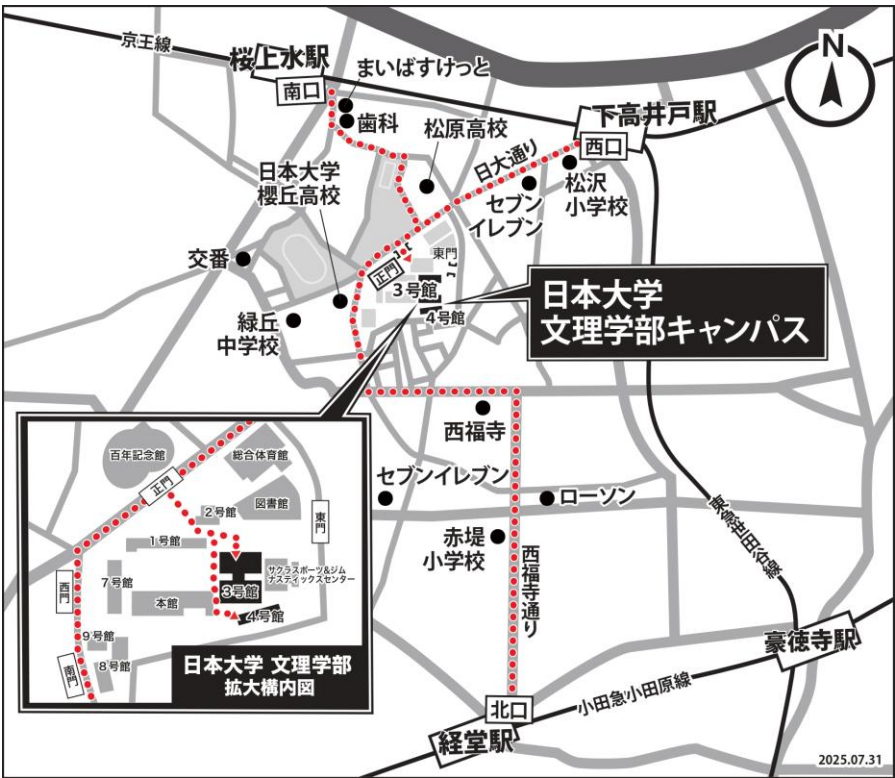 京王線
桜上水駅
南口
まいばすけっと
歯科
松原高校
日大通り
下高井戸駅
西口
N
松沢
小学校
セブン
イレブン
日本大学
櫻丘高校
交番
正門
東門
3号館
4号館
緑丘
中学校
日本大学
文理学部キャンパス
西福寺
セブンイレブン
ローソン
赤堤
小学校
西福寺通り
東急世田谷線
豪徳寺駅
小田急小田原線
北口
経堂駅
百年記念館
総合体育館
正門
図書館
2号館
東門
1号館
サクラスポーツ&ジム
ナスティックスセンター
西門
7号館
3号館
本館
4号館
9号館
8号館
南門
日本大学 文理学部
拡大構内図
2025.07.31